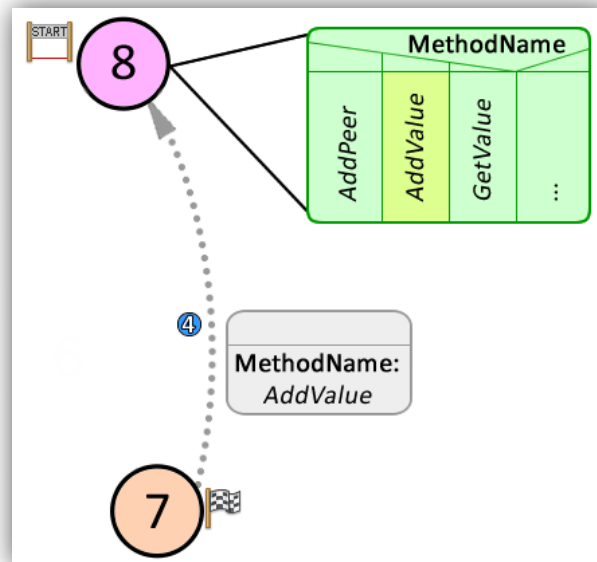 START
8
MethodName
AddPeer
AddValue
GetValue
...
4
MethodName:
AddValue
7